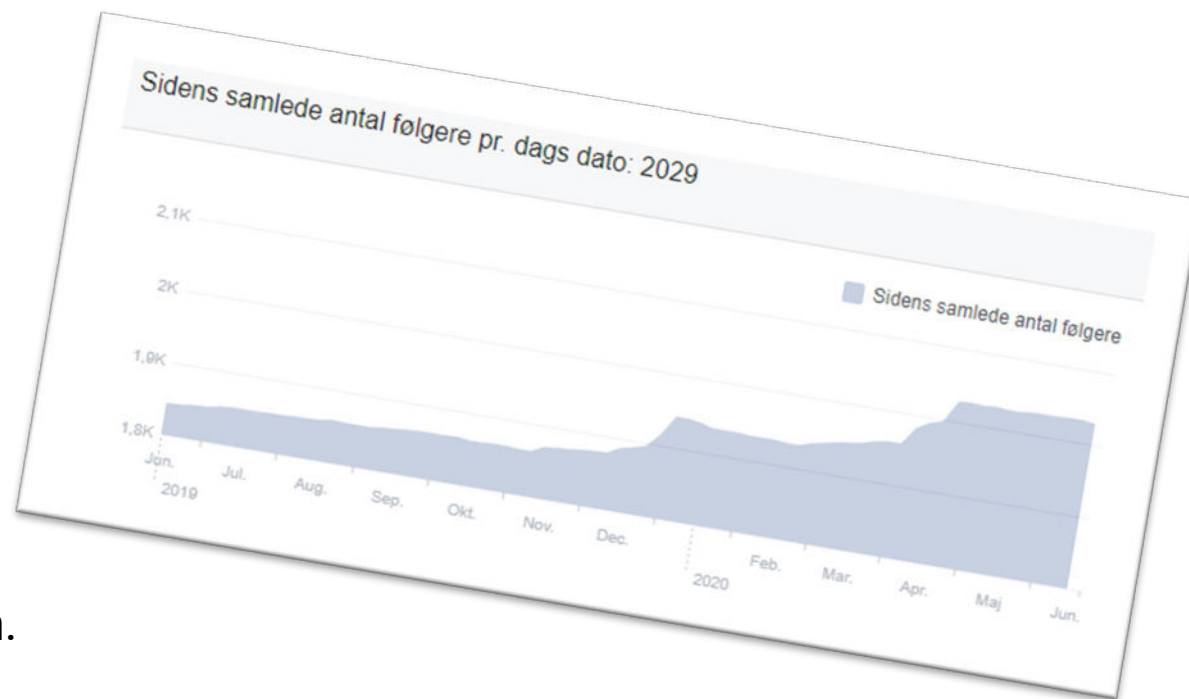 Sidens samlede antal følgere pr. dags dato: 2029
Sidens samlede antal følgere
2,1K
2K
1,9K
1,8K
Jan. Jul. Aug. Sep. Okt. Nov. Dec. Feb. Mar. Apr. Maj Jun.
2019 2020